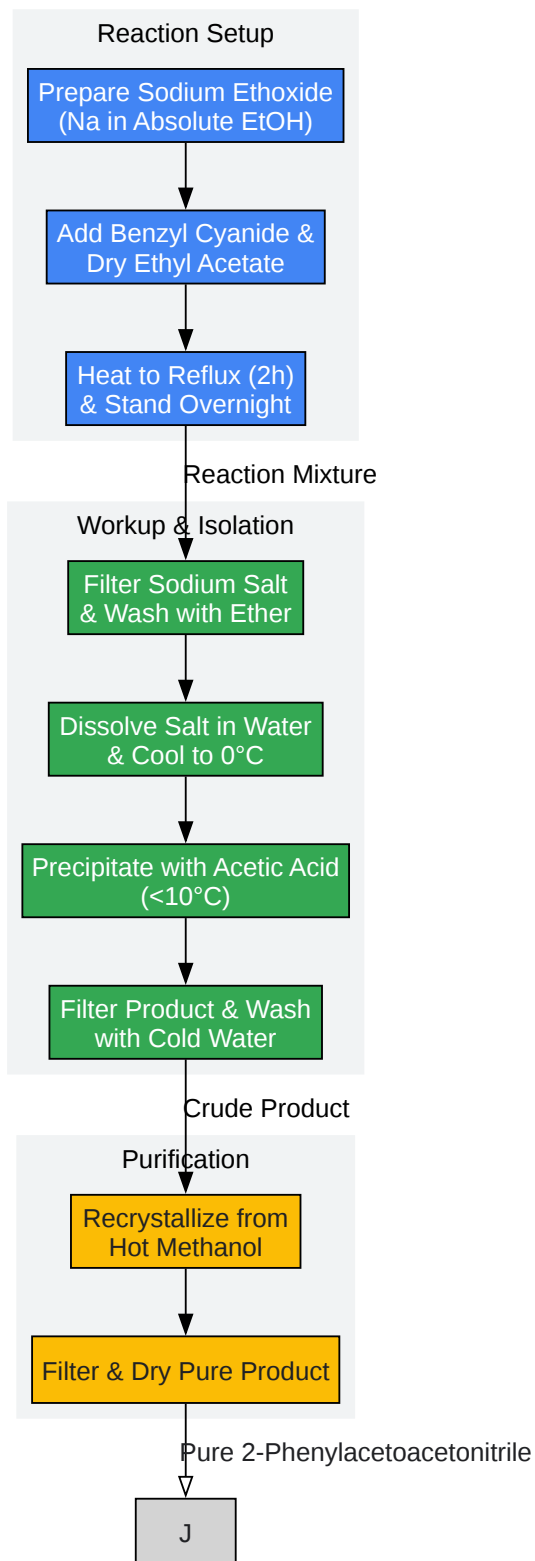 Reaction Setup
Prepare Sodium Ethoxide
(Na in Absolute EtOH)
Add Benzyl Cyanide &
Dry Ethyl Acetate
Heat to Reflux (2h)
& Stand Overnight
Reaction Mixture
Workup & Isolation
Filter Sodium Salt
& Wash with Ether
Dissolve Salt in Water
& Cool to 0°C
Precipitate with Acetic Acid
(<10°C)
Filter Product & Wash
with Cold Water
Crude Product
Purification
Recrystallize from
Hot Methanol
Filter & Dry Pure Product
Pure 2-Phenylacetoacetonitrile
J